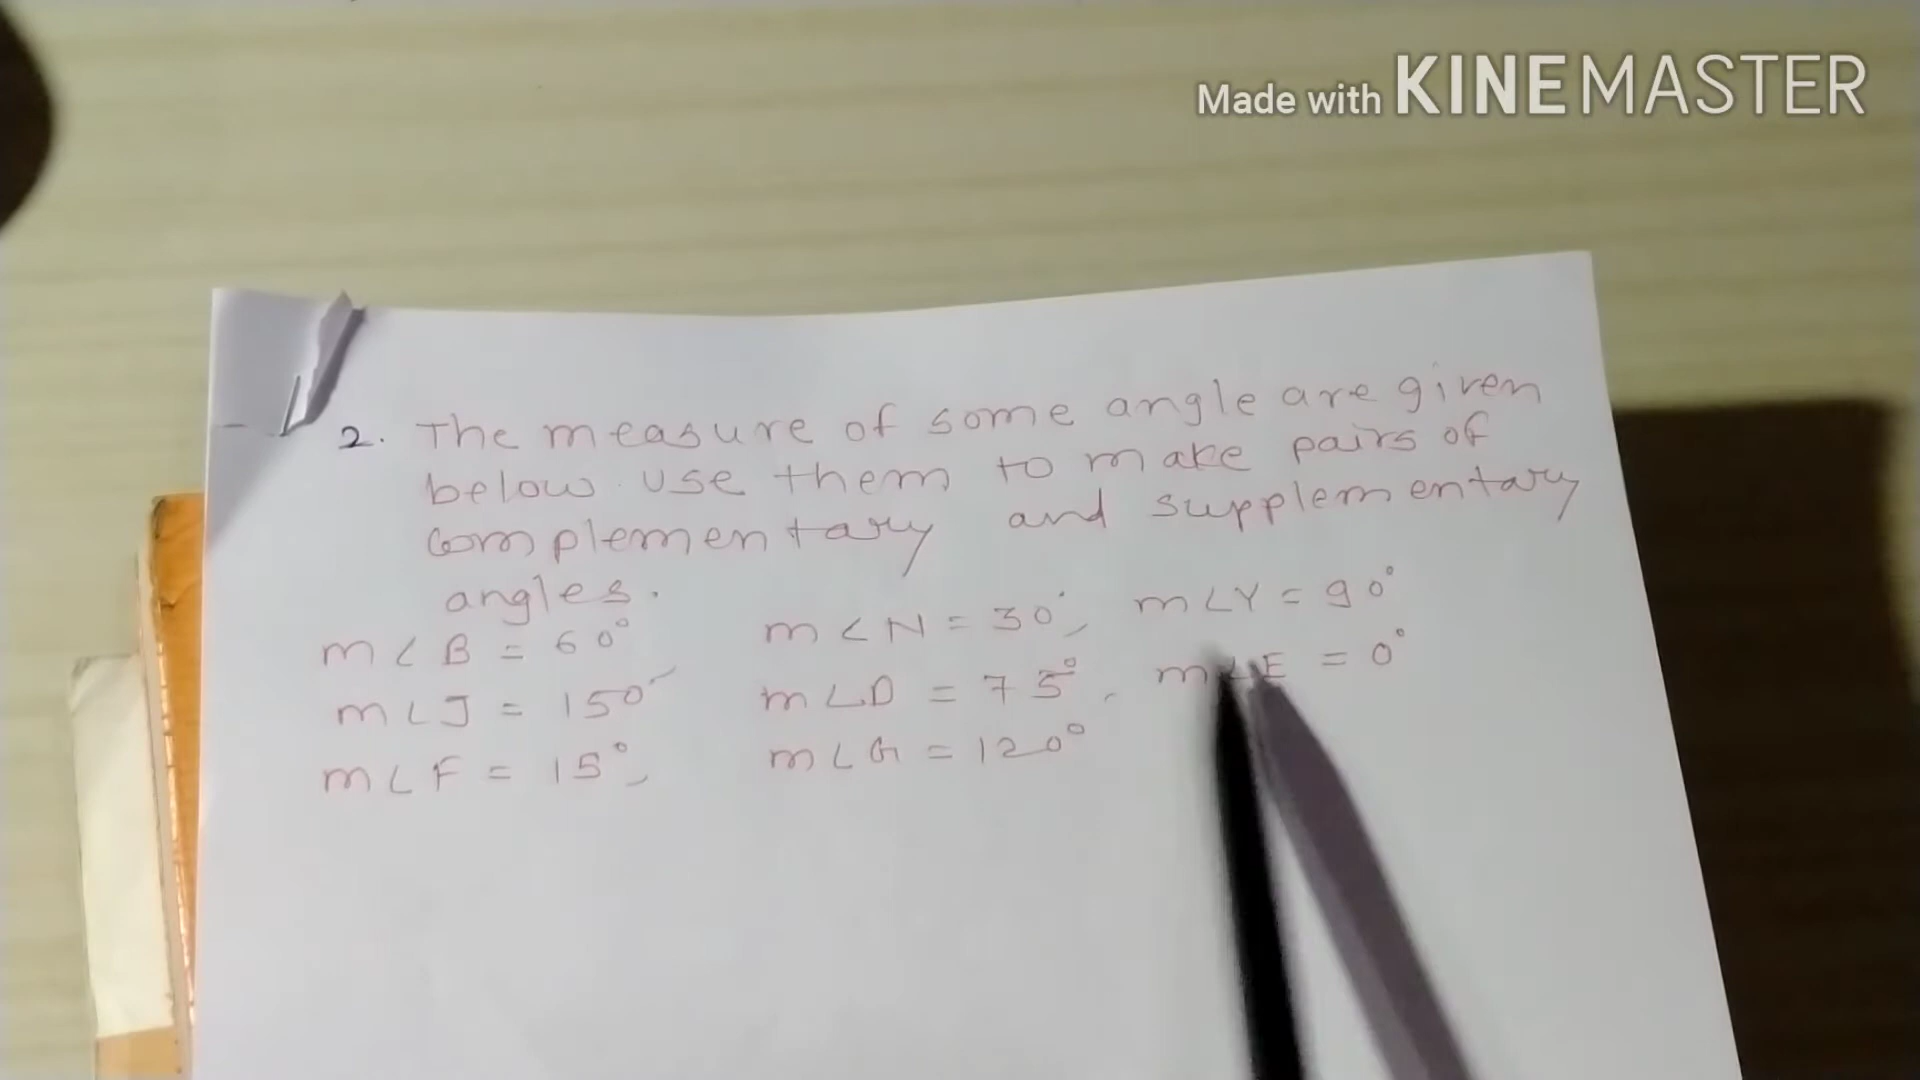 Made with KINEMASTER
2. The measure of some angle are given
below. use them to make pairs of
complementary and supplementary
angles.
m∠B = 60° m∠N = 30°, m∠Y = 90°
m∠J = 150° m∠D = 75°, m∠E = 0°
m∠F = 15°, m∠G = 120°